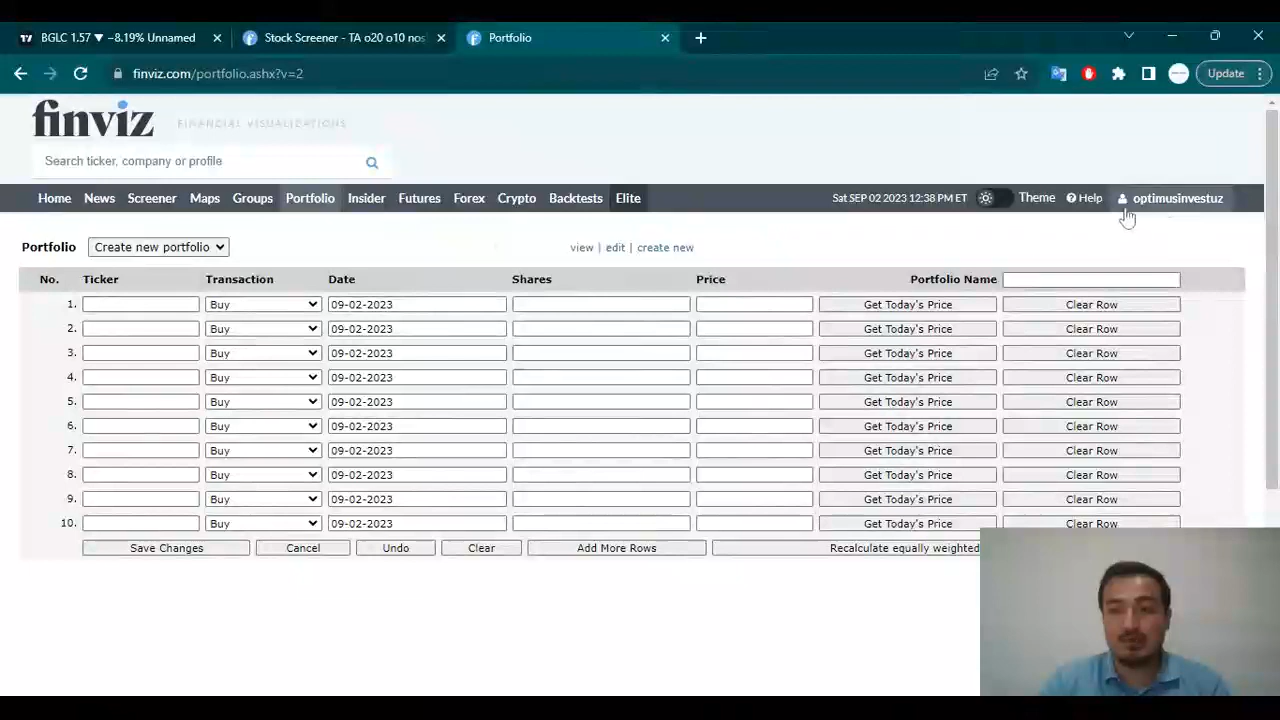 BGLC 1.57 ▼ −8.19% Unnamed
Stock Screener - TA o20 o10 nos
Portfolio
finviz.com/portfolio.ashx?v=2
Update
finviz FINANCIAL VISUALIZATIONS
Search ticker, company or profile
Home News Screener Maps Groups Portfolio Insider Futures Forex Crypto Backtests Elite Sat SEP 02 2023 12:38 PM ET Theme Help optimusinvestuz
Portfolio Create new portfolio view | edit | create new
No. Ticker Transaction Date Shares Price Portfolio Name
1. Buy 09-02-2023 Get Today's Price Clear Row
2. Buy 09-02-2023 Get Today's Price Clear Row
3. Buy 09-02-2023 Get Today's Price Clear Row
4. Buy 09-02-2023 Get Today's Price Clear Row
5. Buy 09-02-2023 Get Today's Price Clear Row
6. Buy 09-02-2023 Get Today's Price Clear Row
7. Buy 09-02-2023 Get Today's Price Clear Row
8. Buy 09-02-2023 Get Today's Price Clear Row
9. Buy 09-02-2023 Get Today's Price Clear Row
10. Buy 09-02-2023 Get Today's Price Clear Row
Save Changes Cancel Undo Clear Add More Rows Recalculate equally weighted